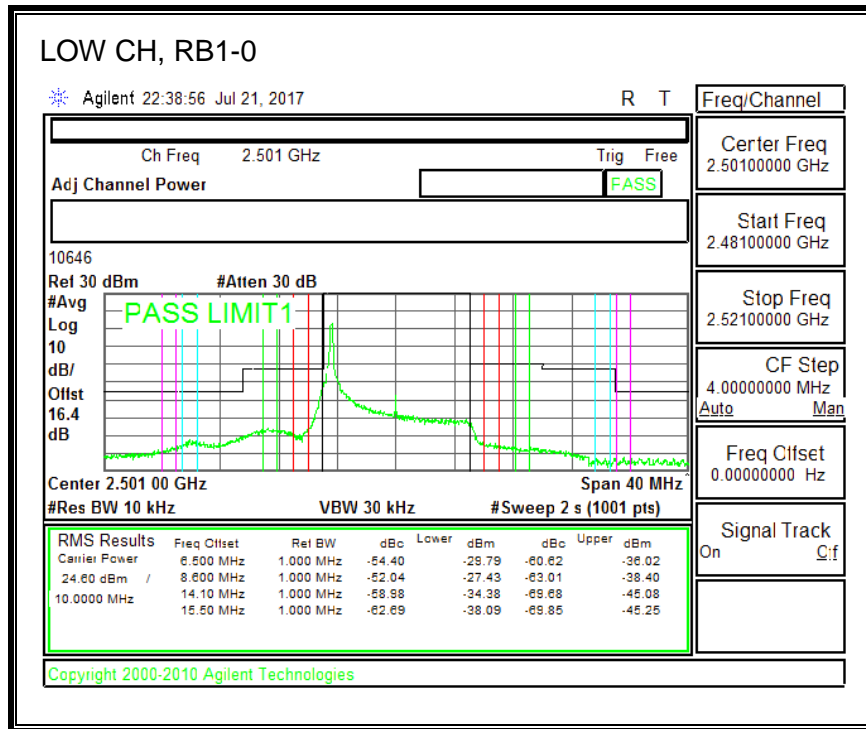 LOW CH, RB1-0
Agilent 22:38:56 Jul 21, 2017 R T
Ch Freq 2.501 GHz Trig Free
Adj Channel Power PASS
10646
Ref 30 dBm #Atten 30 dB
#Avg
Log
10
dB/
Offst
16.4
dB
PASS LIMIT1
Center 2.501 00 GHz Span 40 MHz
#Res BW 10 kHz VBW 30 kHz #Sweep 2 s (1001 pts)
RMS Results Freq Offset Ref BW dBc Lower dBm dBc Upper dBm
Carrier Power 6.500 MHz 1.000 MHz -54.40 -29.79 -60.62 -36.02
24.60 dBm / 8.600 MHz 1.000 MHz -52.04 -27.43 -63.01 -38.40
10.0000 MHz 14.10 MHz 1.000 MHz -58.98 -34.38 -69.68 -45.08
15.50 MHz 1.000 MHz -62.69 -38.09 -69.85 -45.25
Copyright 2000-2010 Agilent Technologies
Freq/Channel
Center Freq
2.50100000 GHz
Start Freq
2.48100000 GHz
Stop Freq
2.52100000 GHz
CF Step
4.00000000 MHz
Auto Man
Freq Offset
0.00000000 Hz
Signal Track
On Off